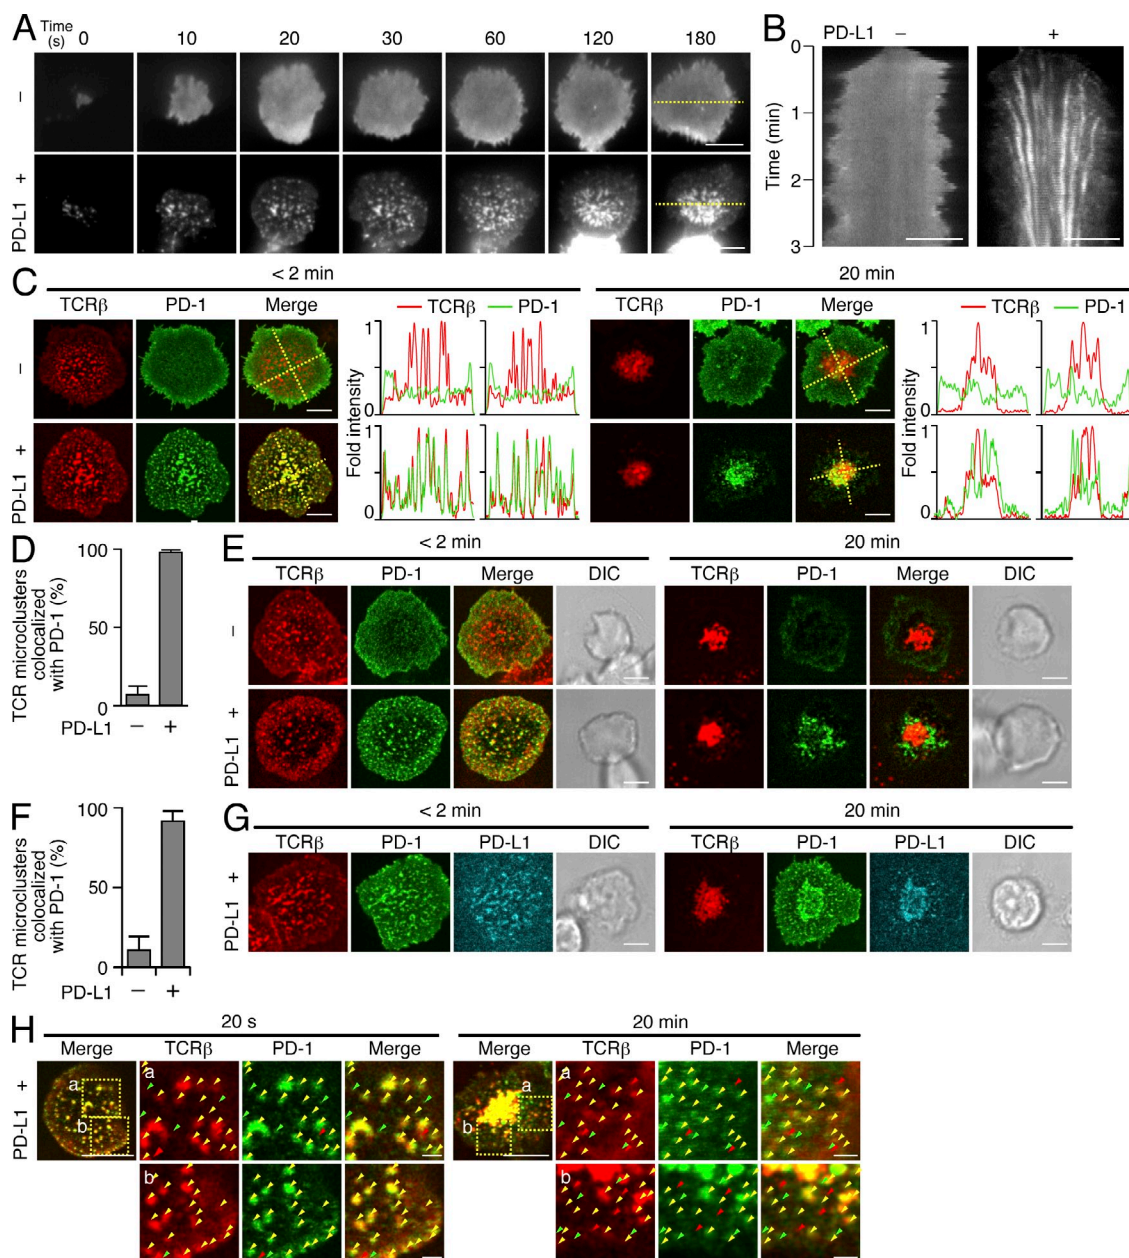 A
Time (s) 0 10 20 30 60 120 180
–
PD-L1 +
B
PD-L1 – +
Time (min)
0
1
2
3
C
< 2 min 20 min
TCRβ PD-1 Merge TCRβ PD-1 TCRβ PD-1 Merge TCRβ PD-1
–
PD-L1 +
Fold intensity
1
0
1
0
Fold intensity
1
0
1
0
D
TCR microclusters colocalized with PD-1 (%)
100
50
0
PD-L1 – +
E
< 2 min 20 min
TCRβ PD-1 Merge DIC TCRβ PD-1 Merge DIC
–
PD-L1 +
F
TCR microclusters colocalized with PD-1 (%)
100
50
0
PD-L1 – +
G
< 2 min 20 min
TCRβ PD-1 PD-L1 DIC TCRβ PD-1 PD-L1 DIC
PD-L1 +
H
20 s 20 min
Merge TCRβ PD-1 Merge Merge TCRβ PD-1 Merge
PD-L1 +
a
b
a
b
a
b
a
b